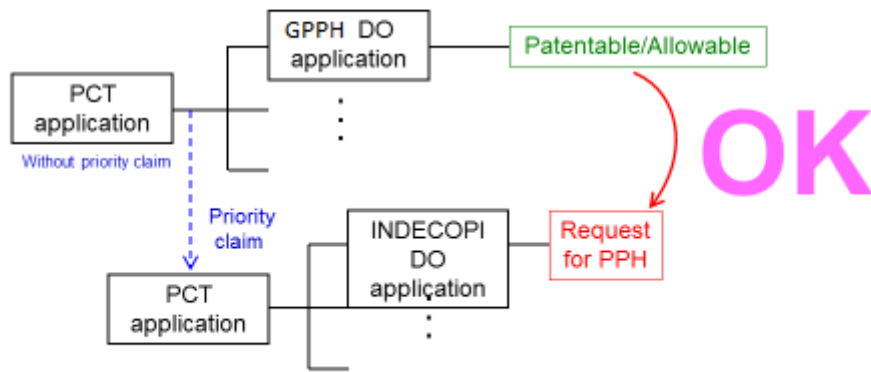 GPPH DO
application
Patentable/Allowable
PCT
application
Without priority claim
OK
Priority
claim
INDECOPI
DO
application
Request
for PPH
PCT
application